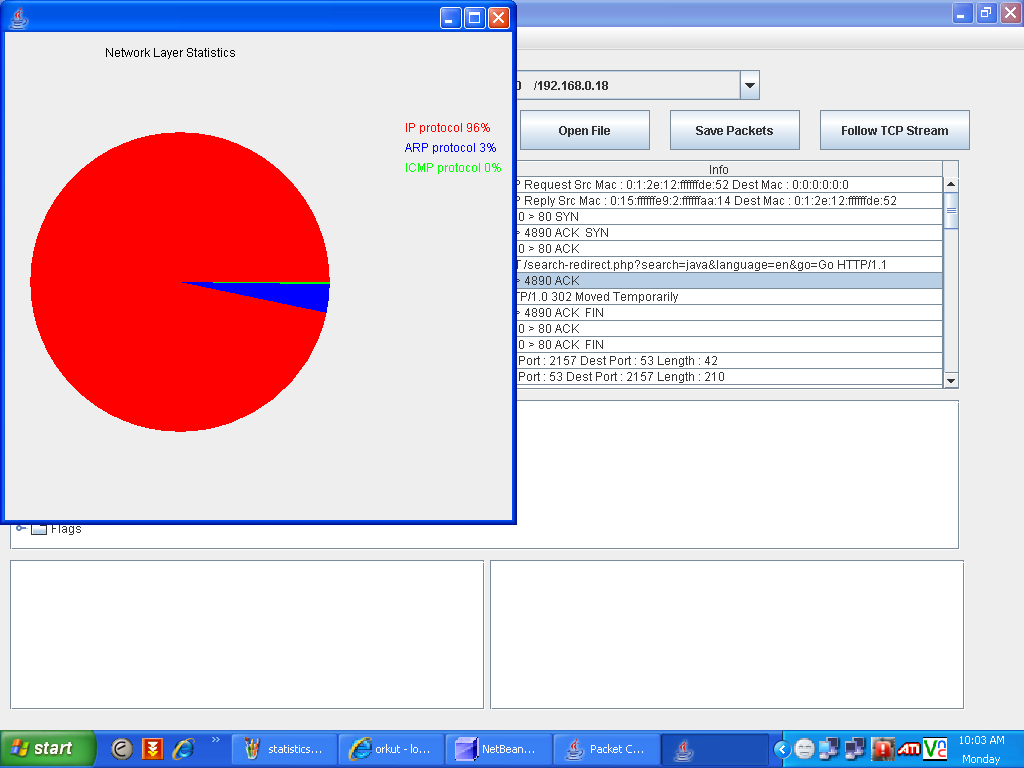 Network Layer Statistics
IP protocol 96%
ARP protocol 3%
ICMP protocol 0%
0 /192.168.0.18
Open File
Save Packets
Follow TCP Stream
Info
P Request Src Mac : 0:1:2e:12:ffffffde:52 Dest Mac : 0:0:0:0:0:0
P Reply Src Mac : 0:15:ffffffe9:2:ffffffaa:14 Dest Mac : 0:1:2e:12:ffffffde:52
0 > 80 SYN
> 4890 ACK SYN
0 > 80 ACK
T /search-redirect.php?search=java&language=en&go=Go HTTP/1.1
> 4890 ACK
TP/1.0 302 Moved Temporarily
> 4890 ACK FIN
0 > 80 ACK
0 > 80 ACK FIN
Port : 2157 Dest Port : 53 Length : 42
Port : 53 Dest Port : 2157 Length : 210
Flags
start
statistics...
orkut - lo...
NetBean...
Packet C...
ATI
10:03 AM
Monday